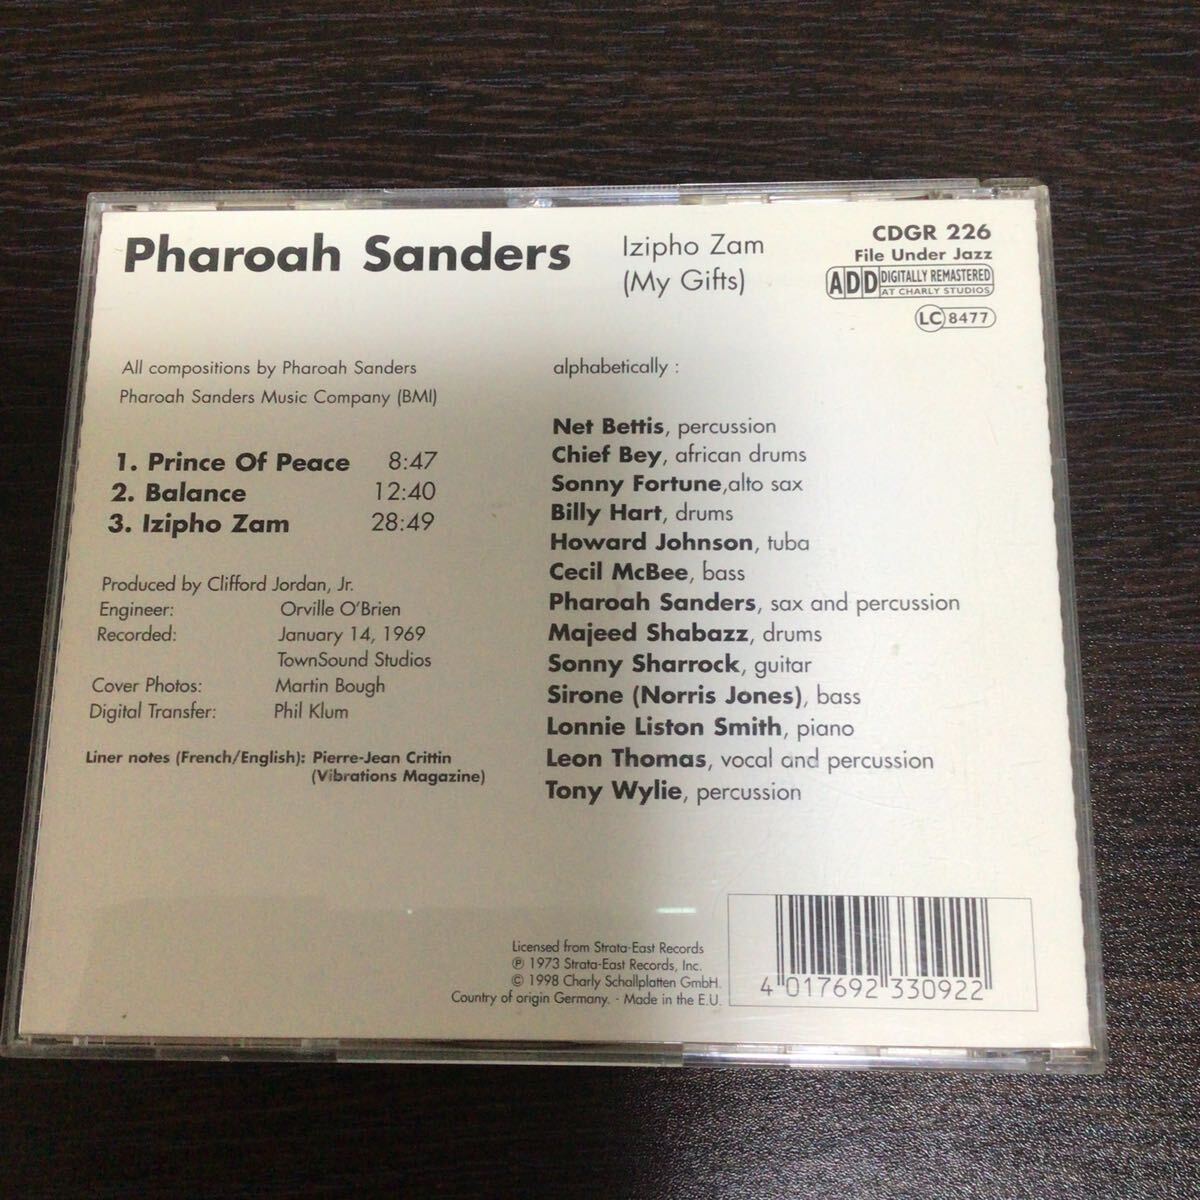 Pharoah Sanders
Izipho Zam
(My Gifts)
CDGR 226
File Under Jazz
ADD DIGITALLY REMASTERED
AT CHARLY STUDIOS
LC 8477
All compositions by Pharoah Sanders
Pharoah Sanders Music Company (BMI)
1. Prince Of Peace 8:47
2. Balance 12:40
3. Izipho Zam 28:49
Produced by Clifford Jordan, Jr.
Engineer: Orville O'Brien
Recorded: January 14, 1969
TownSound Studios
Cover Photos: Martin Bough
Digital Transfer: Phil Klum
Liner notes (French/English): Pierre-Jean Crittin
(Vibrations Magazine)
alphabetically :
Net Bettis, percussion
Chief Bey, african drums
Sonny Fortune,alto sax
Billy Hart, drums
Howard Johnson, tuba
Cecil McBee, bass
Pharoah Sanders, sax and percussion
Majeed Shabazz, drums
Sonny Sharrock, guitar
Sirone (Norris Jones), bass
Lonnie Liston Smith, piano
Leon Thomas, vocal and percussion
Tony Wylie, percussion
Licensed from Strata-East Records
℗ 1973 Strata-East Records, Inc.
© 1998 Charly Schallplatten GmbH.
Country of origin Germany. - Made in the E.U.
4 017692 330922